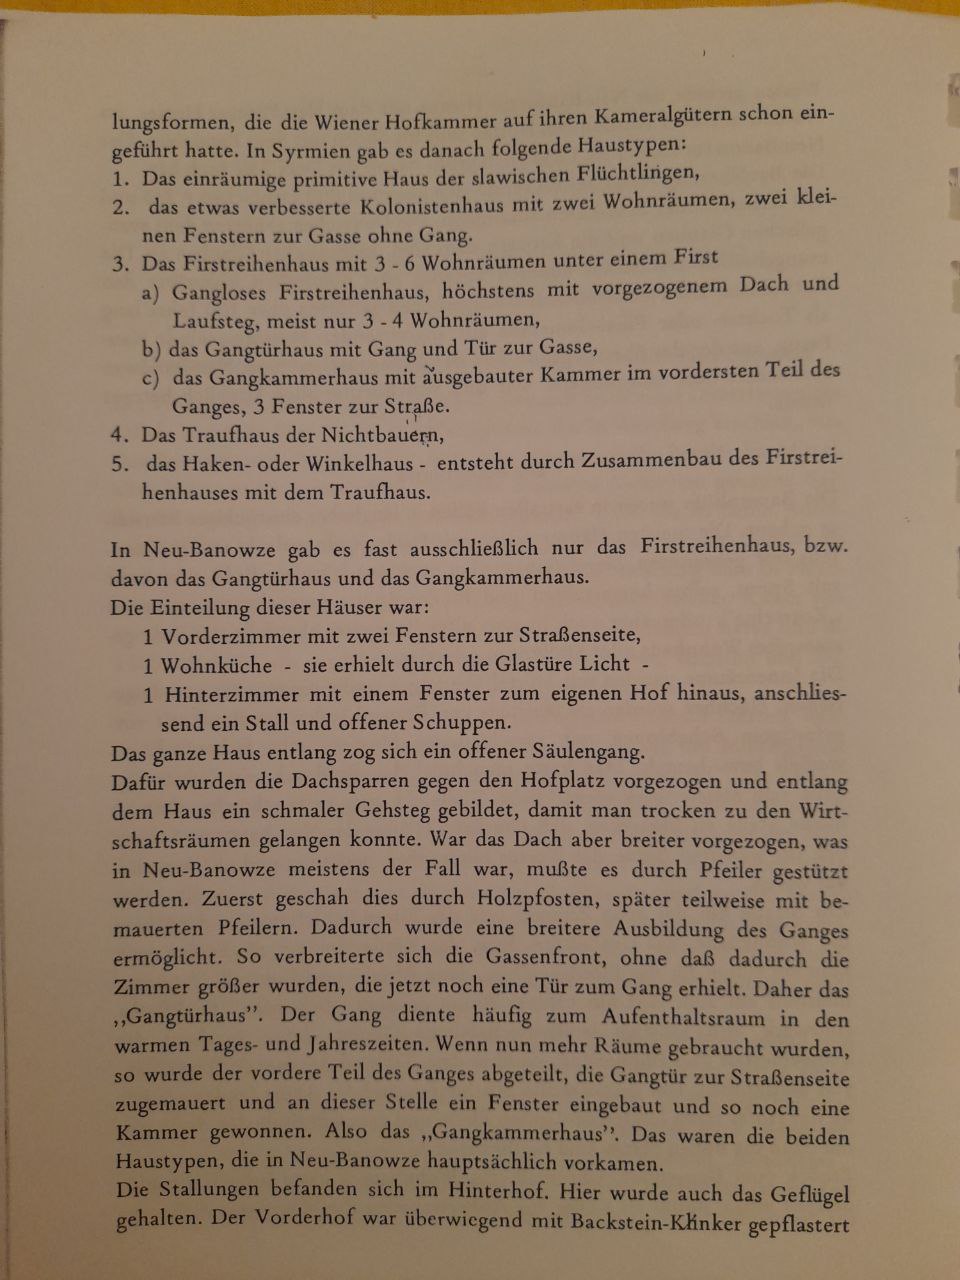 lungsformen, die die Wiener Hofkammer auf ihren Kameralgütern schon ein-
geführt hatte. In Syrmien gab es danach folgende Haustypen:
1. Das einräumige primitive Haus der slawischen Flüchtlingen,
2. das etwas verbesserte Kolonistenhaus mit zwei Wohnräumen, zwei klei-
nen Fenstern zur Gasse ohne Gang.
3. Das Firstreihenhaus mit 3 - 6 Wohnräumen unter einem First
a) Gangloses Firstreihenhaus, höchstens mit vorgezogenem Dach und
Laufsteg, meist nur 3 - 4 Wohnräumen,
b) das Gangtürhaus mit Gang und Tür zur Gasse,
c) das Gangkammerhaus mit ausgebauter Kammer im vordersten Teil des
Ganges, 3 Fenster zur Straße.
4. Das Traufhaus der Nichtbauern,
5. das Haken- oder Winkelhaus - entsteht durch Zusammenbau des Firstrei-
henhauses mit dem Traufhaus.
In Neu-Banowze gab es fast ausschließlich nur das Firstreihenhaus, bzw.
davon das Gangtürhaus und das Gangkammerhaus.
Die Einteilung dieser Häuser war:
1 Vorderzimmer mit zwei Fenstern zur Straßenseite,
1 Wohnküche - sie erhielt durch die Glastüre Licht -
1 Hinterzimmer mit einem Fenster zum eigenen Hof hinaus, anschlies-
send ein Stall und offener Schuppen.
Das ganze Haus entlang zog sich ein offener Säulengang.
Dafür wurden die Dachsparren gegen den Hofplatz vorgezogen und entlang
dem Haus ein schmaler Gehsteg gebildet, damit man trocken zu den Wirt-
schaftsräumen gelangen konnte. War das Dach aber breiter vorgezogen, was
in Neu-Banowze meistens der Fall war, mußte es durch Pfeiler gestützt
werden. Zuerst geschah dies durch Holzpfosten, später teilweise mit be-
mauerten Pfeilern. Dadurch wurde eine breitere Ausbildung des Ganges
ermöglicht. So verbreiterte sich die Gassenfront, ohne daß dadurch die
Zimmer größer wurden, die jetzt noch eine Tür zum Gang erhielt. Daher das
,,Gangtürhaus”. Der Gang diente häufig zum Aufenthaltsraum in den
warmen Tages- und Jahreszeiten. Wenn nun mehr Räume gebraucht wurden,
so wurde der vordere Teil des Ganges abgeteilt, die Gangtür zur Straßenseite
zugemauert und an dieser Stelle ein Fenster eingebaut und so noch eine
Kammer gewonnen. Also das ,,Gangkammerhaus”. Das waren die beiden
Haustypen, die in Neu-Banowze hauptsächlich vorkamen.
Die Stallungen befanden sich im Hinterhof. Hier wurde auch das Geflügel
gehalten. Der Vorderhof war überwiegend mit Backstein-Klinker gepflastert